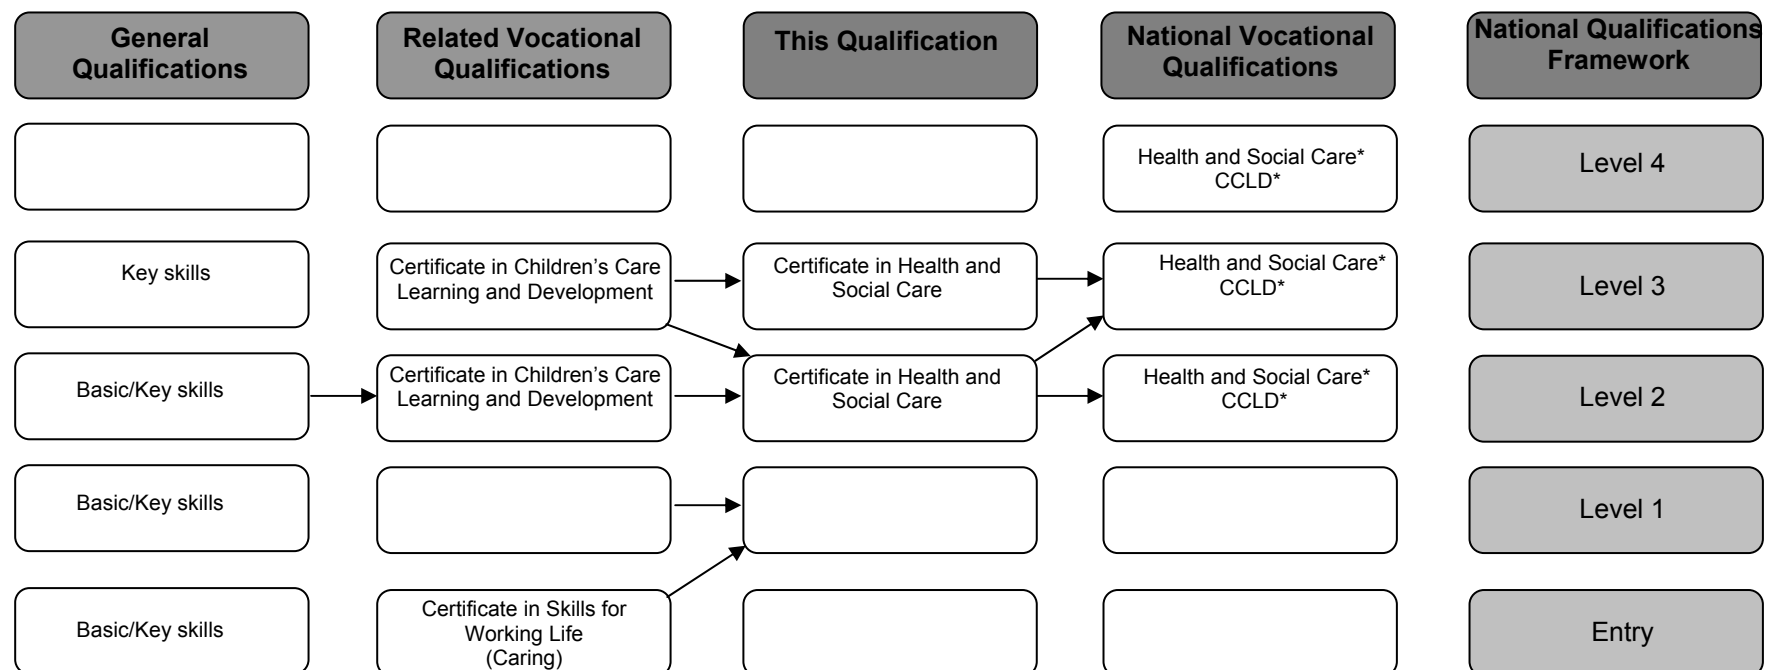 General
Qualifications
Related Vocational
Qualifications
This Qualification
National Vocational
Qualifications
National Qualifications
Framework
Health and Social Care*
CCLD*
Level 4
Key skills
Certificate in Children’s Care
Learning and Development
Certificate in Health and
Social Care
Health and Social Care*
CCLD*
Level 3
Basic/Key skills
Certificate in Children’s Care
Learning and Development
Certificate in Health and
Social Care
Health and Social Care*
CCLD*
Level 2
Basic/Key skills
Level 1
Basic/Key skills
Certificate in Skills for
Working Life
(Caring)
Entry